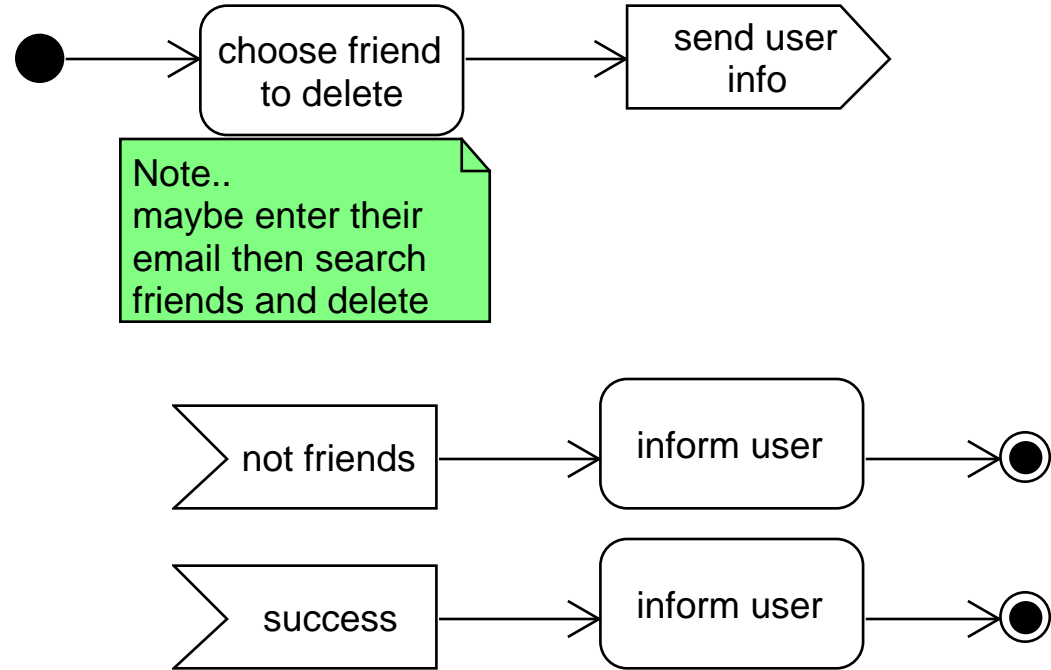 choose friend
to delete
send user
info
Note..
maybe enter their
email then search
friends and delete
not friends
inform user
success
inform user